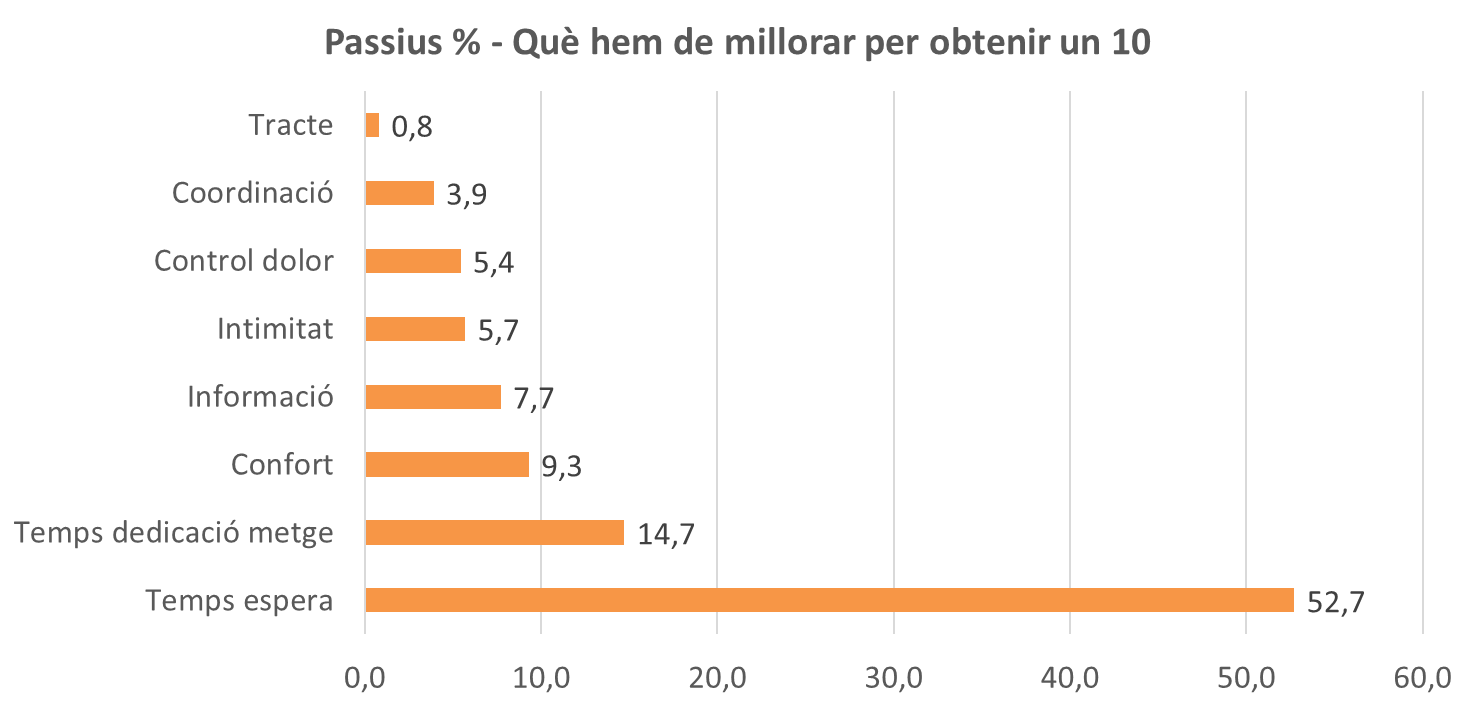 Passius % - Què hem de millorar per obtenir un 10
Tracte 0,8
Coordinació 3,9
Control dolor 5,4
Intimitat 5,7
Informació 7,7
Confort 9,3
Temps dedicació metge 14,7
Temps espera 52,7
0,0 10,0 20,0 30,0 40,0 50,0 60,0